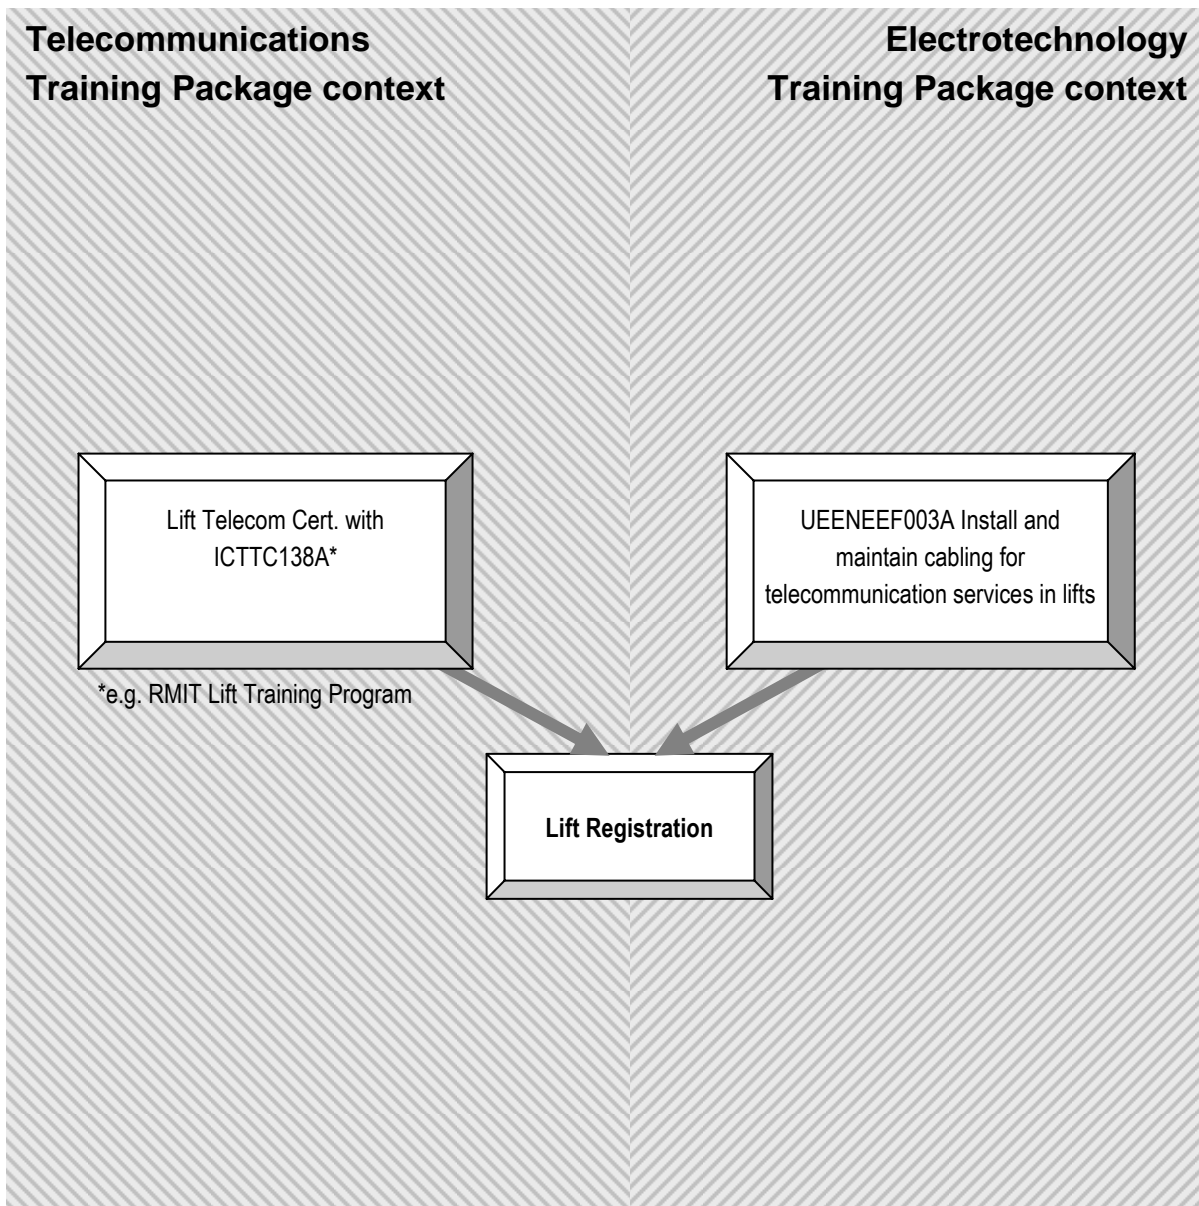 Telecommunications
Training Package context
Electrotechnology
Training Package context
Lift Telecom Cert. with
ICTTC138A*
*e.g. RMIT Lift Training Program
UEENEEF003A Install and
maintain cabling for
telecommunication services in lifts
Lift Registration